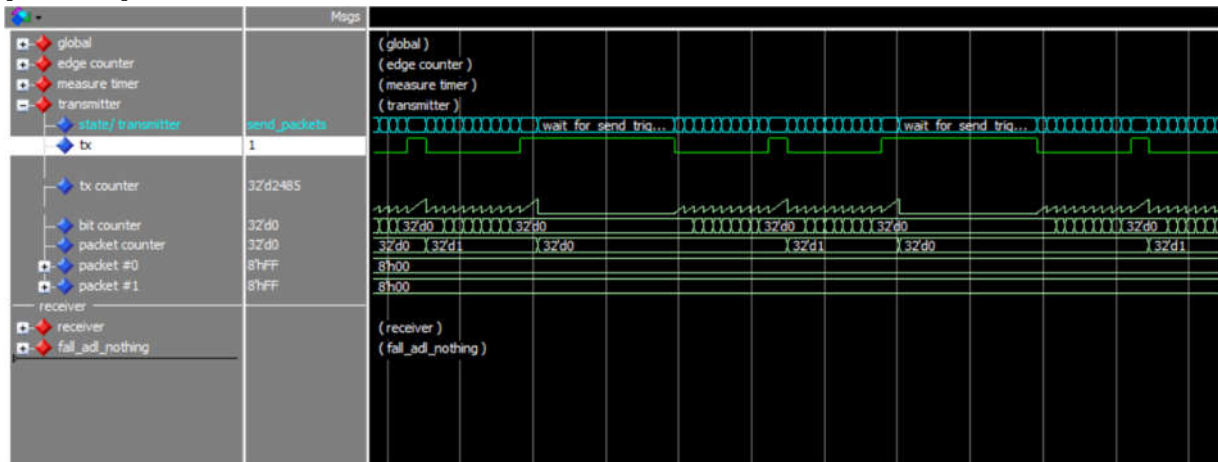 Msgs
global ( global )
edge counter ( edge counter )
measure timer ( measure timer )
transmitter ( transmitter )
state/ transmitter send_packets wait for send trig... wait for send trig...
tx 1
tx counter 32'd2485
bit counter 32'd0 32'd0 32'd0 32'd0 32'd0 32'd0
packet counter 32'd0 32'd0 32'd1 32'd0 32'd1 32'd0 32'd1
packet #0 8'hFF 8'h00
packet #1 8'hFF 8'h00
receiver
receiver ( receiver )
fall_adl_nothing ( fall_adl_nothing )